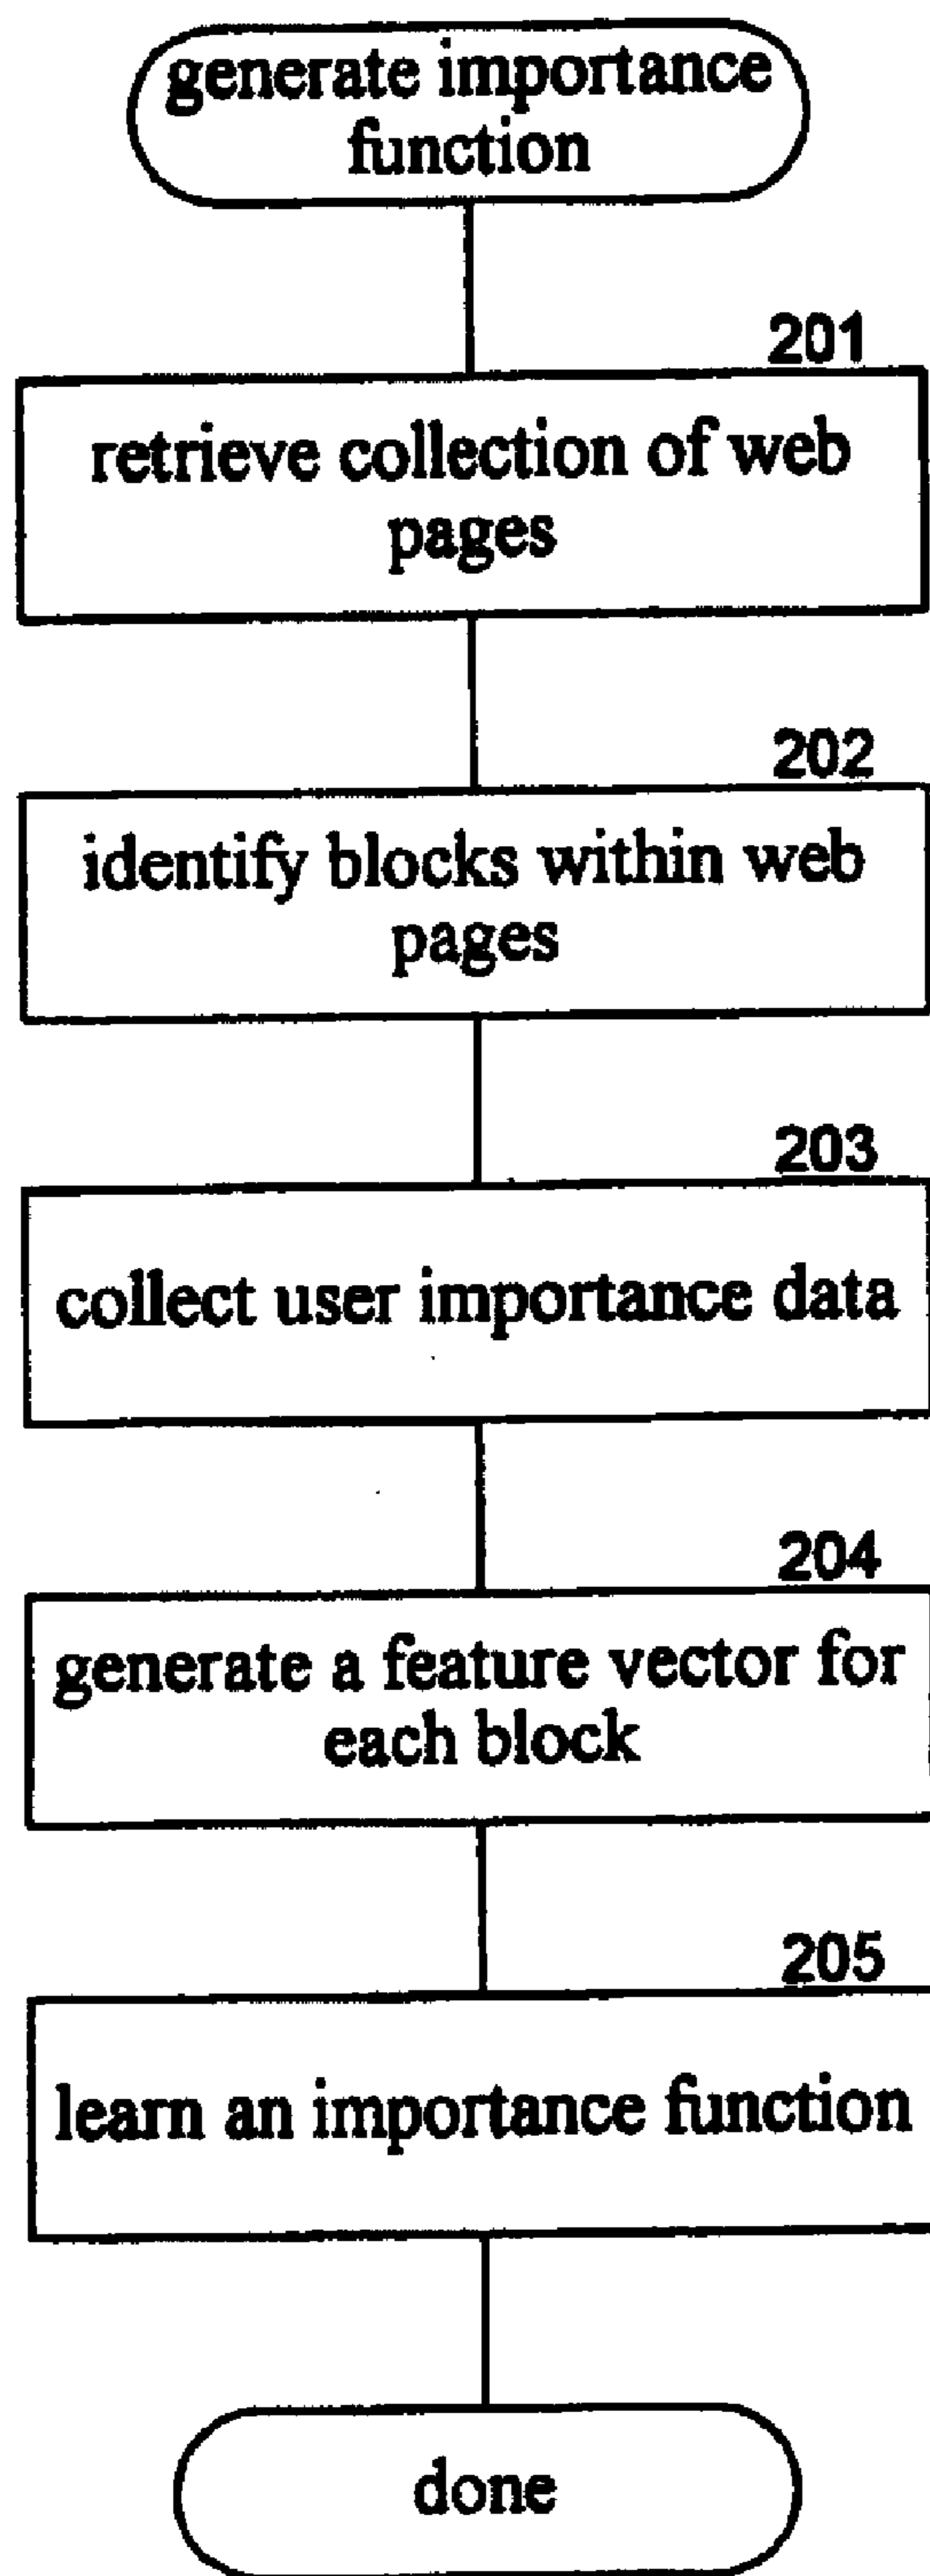 generate importance
function
201
retrieve collection of web
pages
202
identify blocks within web
pages
203
collect user importance data
204
generate a feature vector for
each block
205
learn an importance function
done